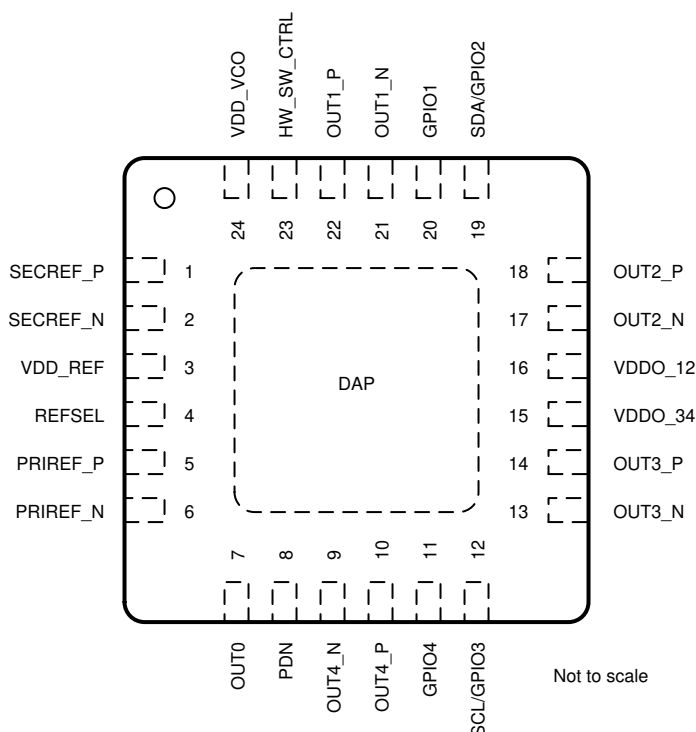 VDD_VCO
HW_SW_CTRL
OUT1_P
OUT1_N
GPIO1
SDA/GPIO2
24
23
22
21
20
19
SECREF_P 1
SECREF_N 2
VDD_REF 3
REFSEL 4
PRIREF_P 5
PRIREF_N 6
DAP
18 OUT2_P
17 OUT2_N
16 VDDO_12
15 VDDO_34
14 OUT3_P
13 OUT3_N
7
8
9
10
11
12
OUT0
PDN
OUT4_N
OUT4_P
GPIO4
SCL/GPIO3
Not to scale